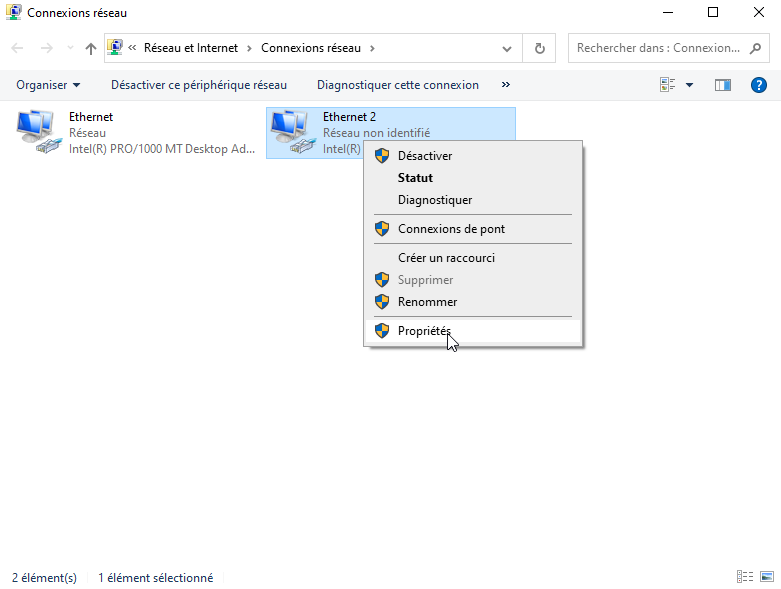 Connexions réseau
« Réseau et Internet > Connexions réseau >
Rechercher dans : Connexion...
Organiser
Désactiver ce périphérique réseau
Diagnostiquer cette connexion
»
Ethernet
Réseau
Intel(R) PRO/1000 MT Desktop Ad...
Ethernet 2
Réseau non identifié
Intel(R)
Désactiver
Statut
Diagnostiquer
Connexions de pont
Créer un raccourci
Supprimer
Renommer
Propriétés
2 élément(s)
1 élément sélectionné